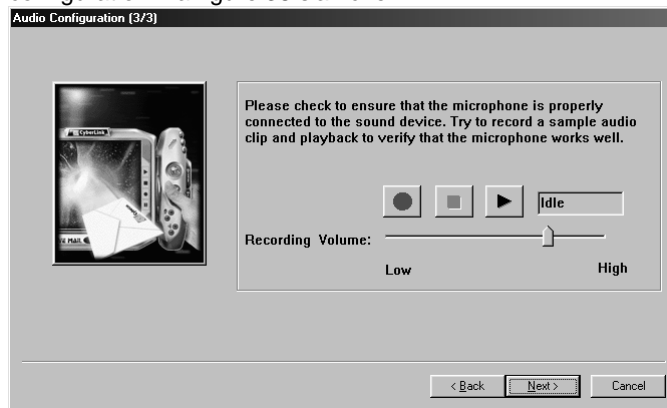 Audio Configuration (3/3)
CyberLink
Please check to ensure that the microphone is properly
connected to the sound device. Try to record a sample audio
clip and playback to verify that the microphone works well.
Idle
Recording Volume:
Low High
E MAIL
< Back Next > Cancel